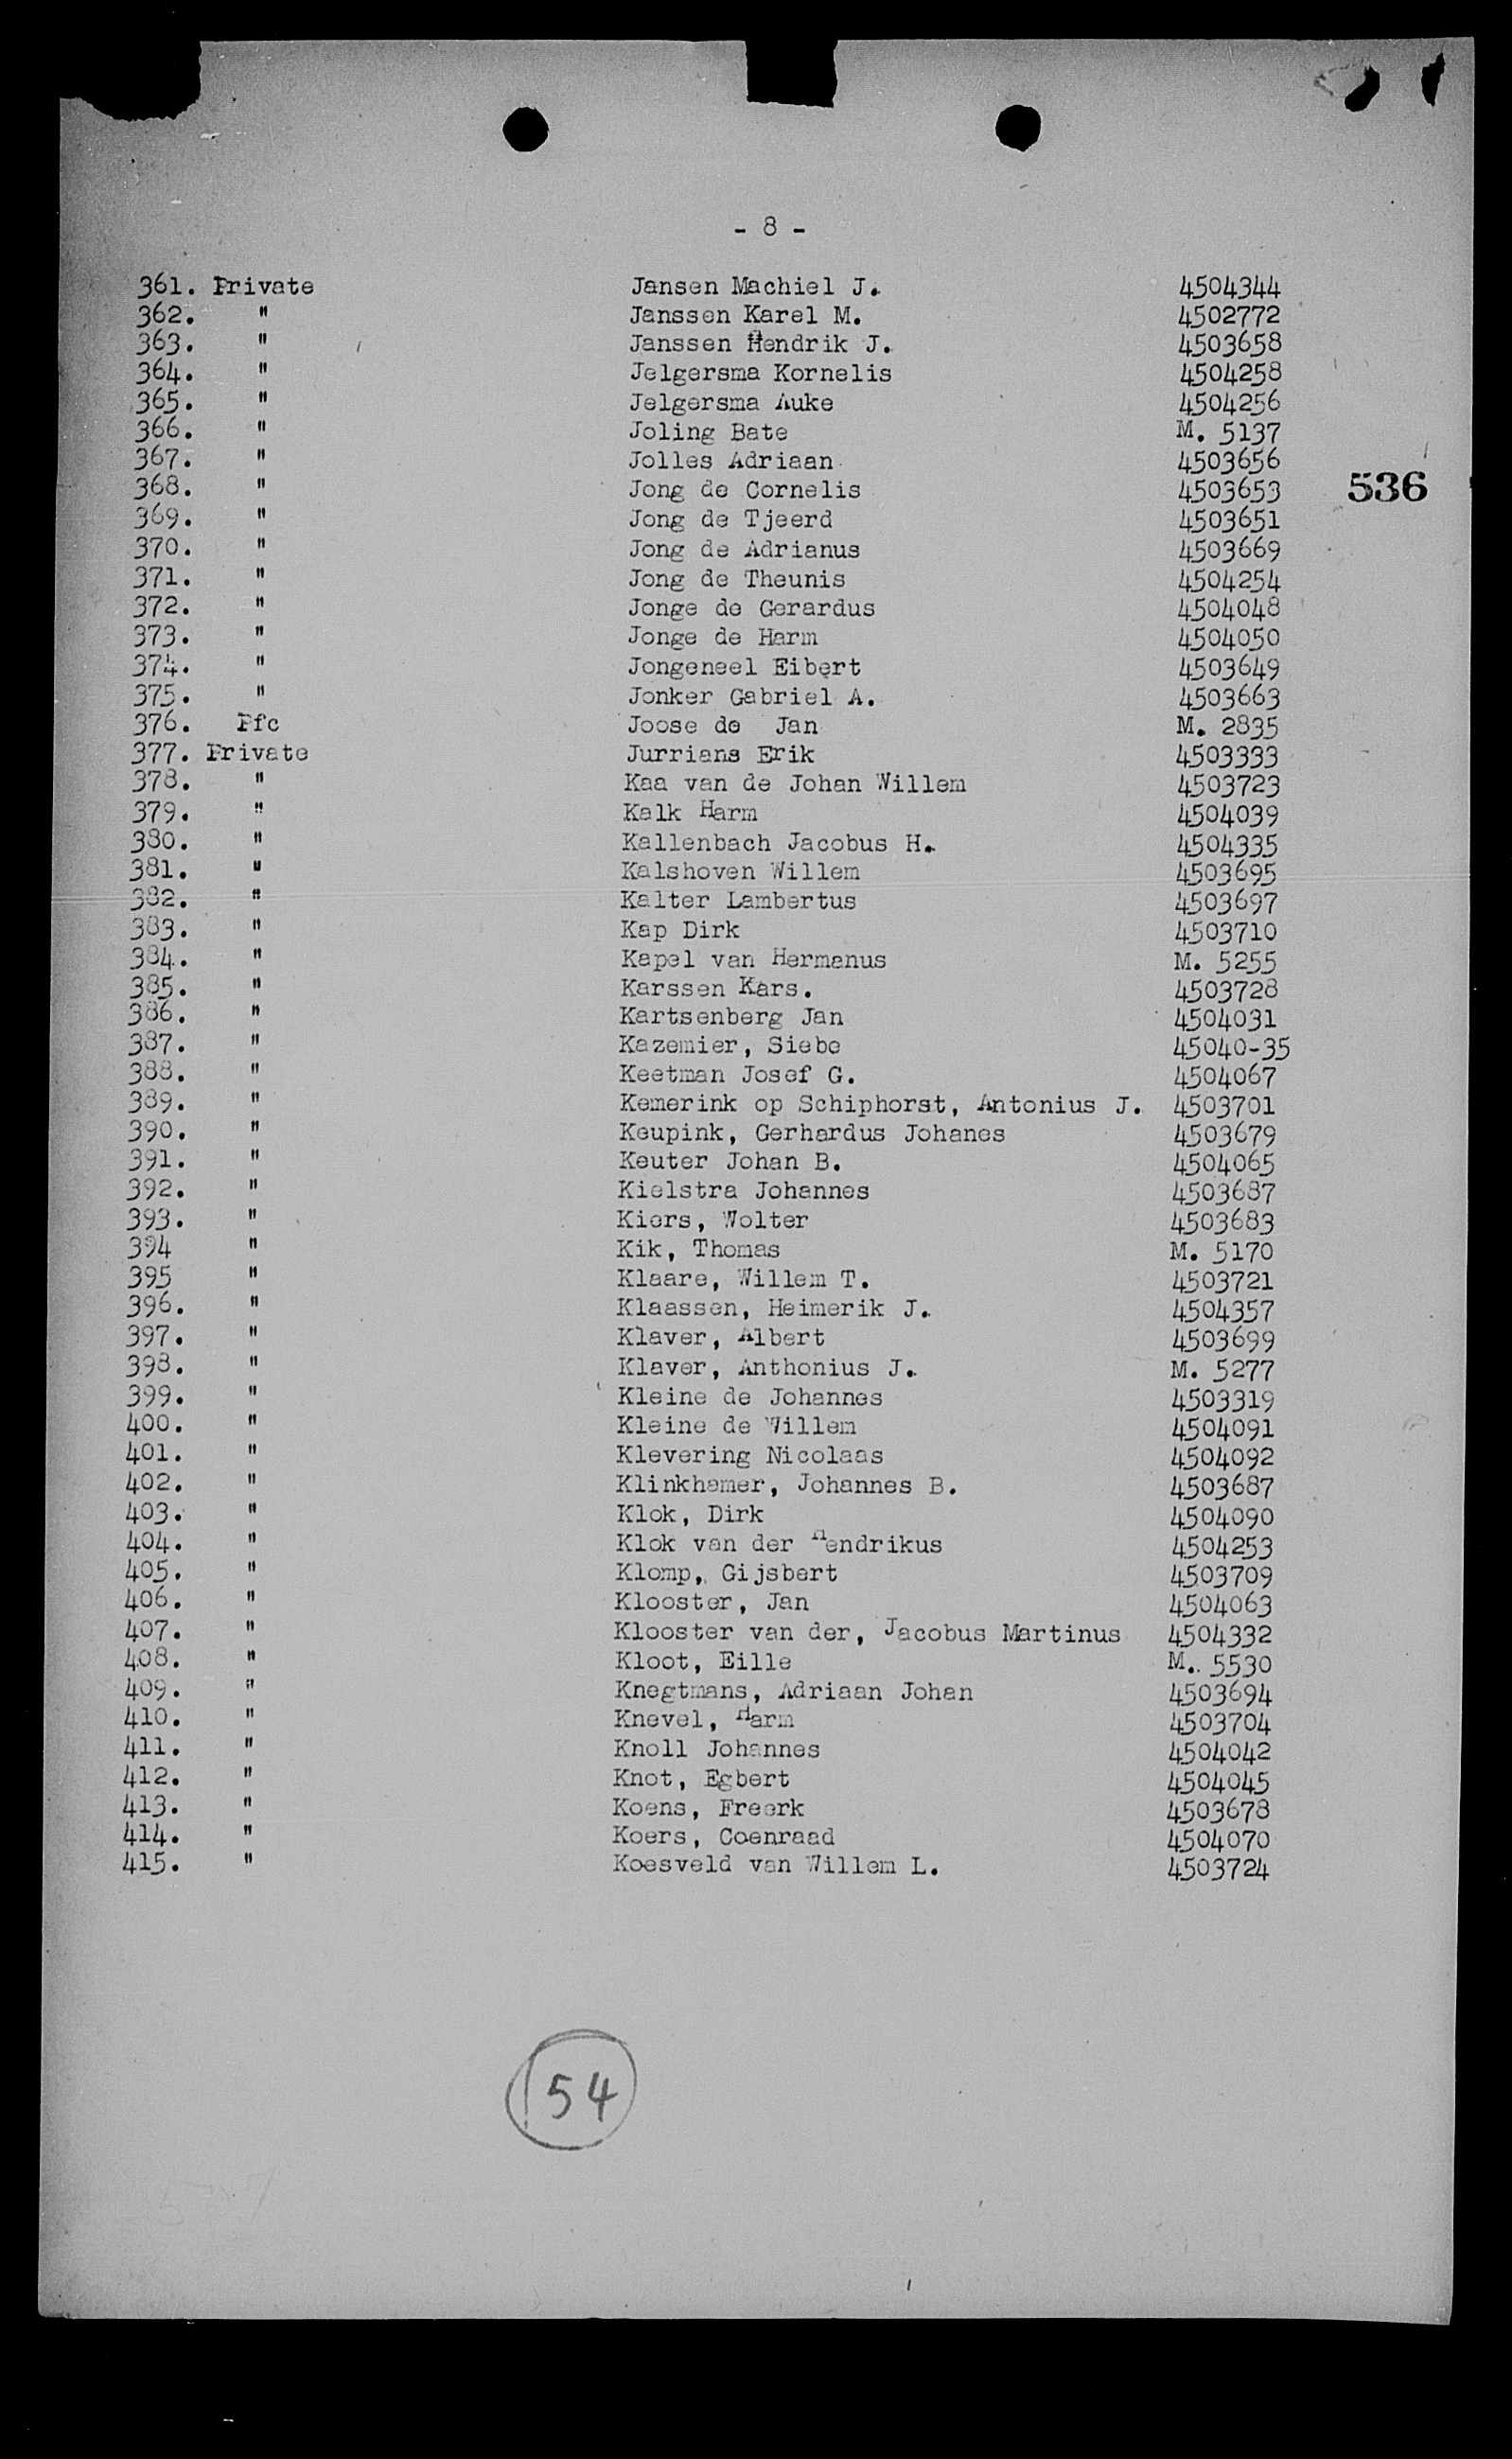 - 8 -
361. Private Jansen Machiel J. 4504344
362. " Janssen Karel M. 4502772
363. " Janssen Hendrik J. 4503658
364. " Jelgersma Kornelis 4504258
365. " Jelgersma Auke 4504256
366. " Joling Bate M. 5137
367. " Jolles Adriaan 4503656
368. " Jong de Cornelis 4503653 536
369. " Jong de Tjeerd 4503651
370. " Jong de Adrianus 4503669
371. " Jong de Theunis 4504254
372. " Jonge de Gerardus 4504048
373. " Jonge de Harm 4504050
374. " Jongeneel Eibert 4503649
375. " Jonker Gabriel A. 4503663
376. Pfc Joose de Jan M. 2835
377. Private Jurriens Erik 4503333
378. " Kaa van de Johan Willem 4503723
379. " Kalk Harm 4504039
380. " Kallenbach Jacobus H. 4504335
381. " Kalshoven Willem 4503695
382. " Kalter Lambertus 4503697
383. " Kap Dirk 4503710
384. " Kapel van Hermanus M. 5255
385. " Karssen Kars. 4503728
386. " Kartsenberg Jan 4504031
387. " Kazemier, Siebe 45040-35
388. " Keetman Josef G. 4504067
389. " Kemerink op Schiphorst, Antonius J. 4503701
390. " Keupink, Gerhardus Johanes 4503679
391. " Keuter Johan B. 4504065
392. " Kielstra Johannes 4503687
393. " Kiers, Wolter 4503683
394 " Kik, Thomas M. 5170
395 " Klaare, Willem T. 4503721
396. " Klaassen, Heimerik J. 4504357
397. " Klaver, Albert 4503699
398. " Klaver, Anthonius J. M. 5277
399. " Kleine de Johannes 4503319
400. " Kleine de Willem 4504091
401. " Klevering Nicolaas 4504092
402. " Klinkhamer, Johannes B. 4503687
403. " Klok, Dirk 4504090
404. " Klok van der Hendrikus 4504253
405. " Klomp, Gijsbert 4503709
406. " Klooster, Jan 4504063
407. " Klooster van der, Jacobus Martinus 4504332
408. " Kloot, Eille M. 5530
409. " Knegtmans, Adriaan Johan 4503694
410. " Knevel, Harm 4503704
411. " Knoll Johannes 4504042
412. " Knot, Egbert 4504045
413. " Koens, Freerk 4503678
414. " Koers, Coenraad 4504070
415. " Koesveld van Willem L. 4503724
54